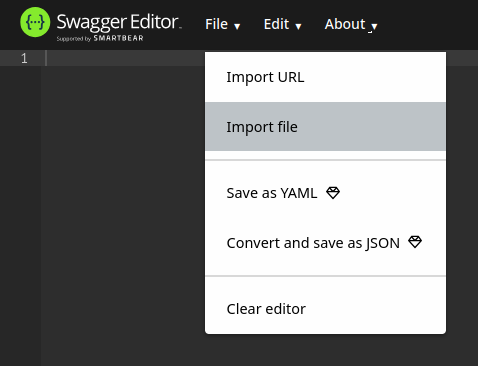 Swagger Editor
Supported by SMARTBEAR
File Edit About
1
Import URL
Import file
Save as YAML
Convert and save as JSON
Clear editor